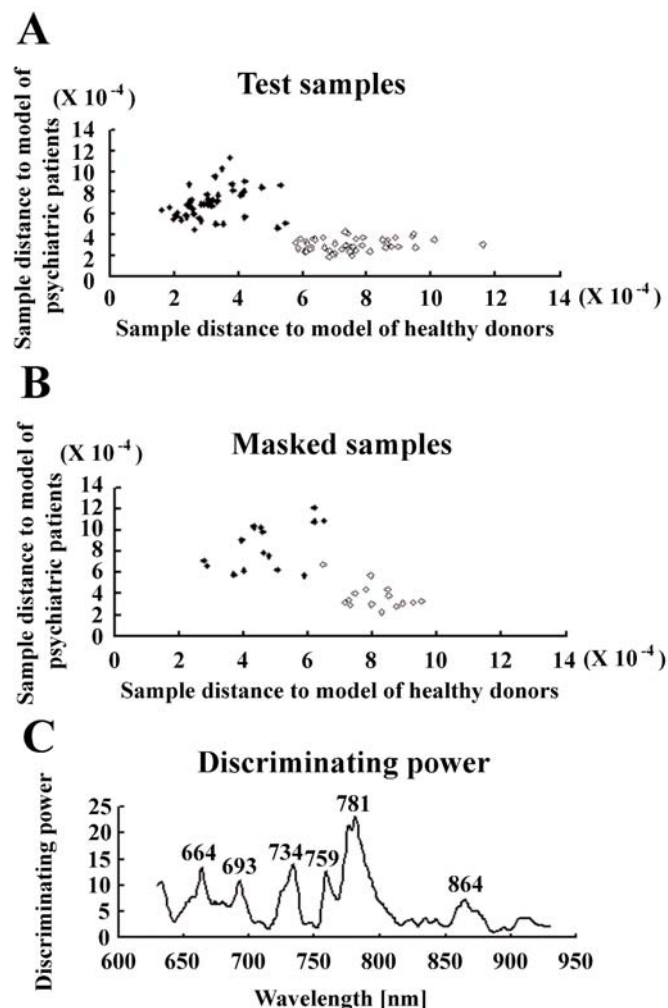 A
Test samples
(X 10⁻⁴)
Sample distance to model of
psychiatric patients
14
12
10
8
6
4
2
0
0 2 4 6 8 10 12 14 (X 10⁻⁴)
Sample distance to model of healthy donors
B
Masked samples
(X 10⁻⁴)
Sample distance to model of
psychiatric patients
14
12
10
8
6
4
2
0
0 2 4 6 8 10 12 14 (X 10⁻⁴)
Sample distance to model of healthy donors
C
Discriminating power
Discriminating power
25
20
15
10
5
0
664 693 734 759 781 864
600 650 700 750 800 850 900 950
Wavelength [nm]